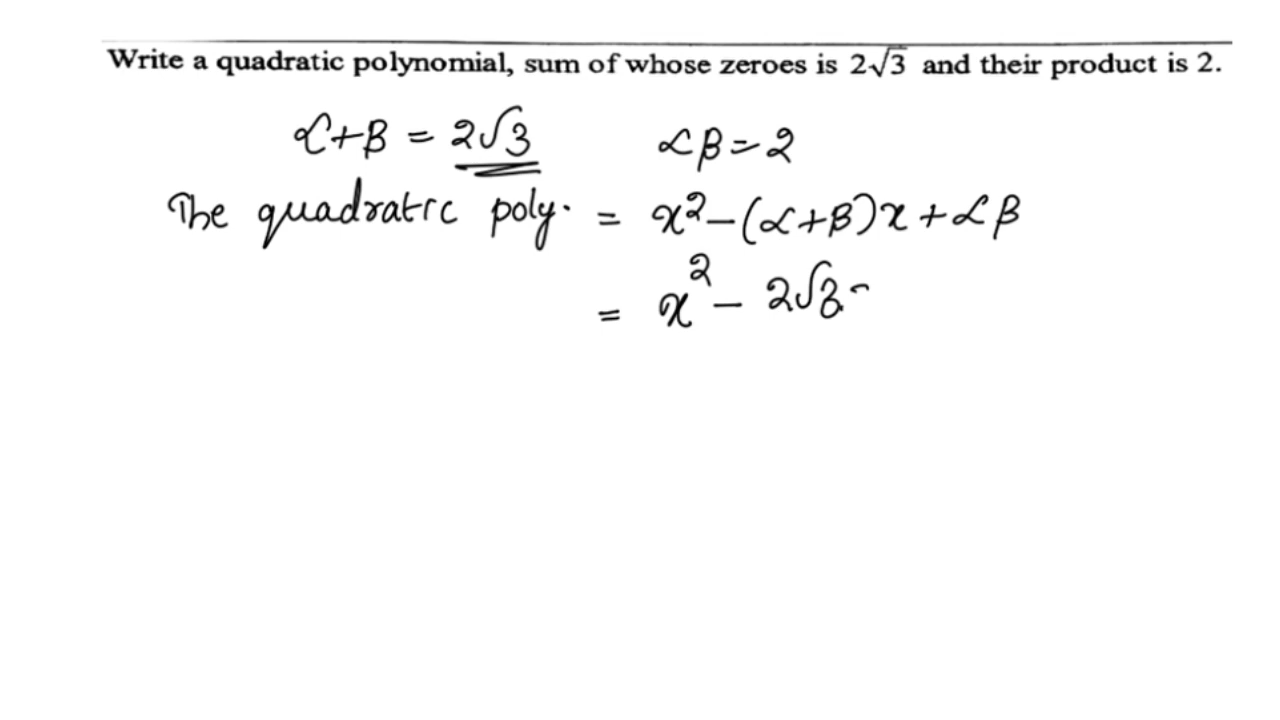 Write a quadratic polynomial, sum of whose zeroes is 2√3 and their product is 2.
α+β = 2√3 αβ=2
The quadratic poly. = x²-(α+β)x+αβ
= x² - 2√3